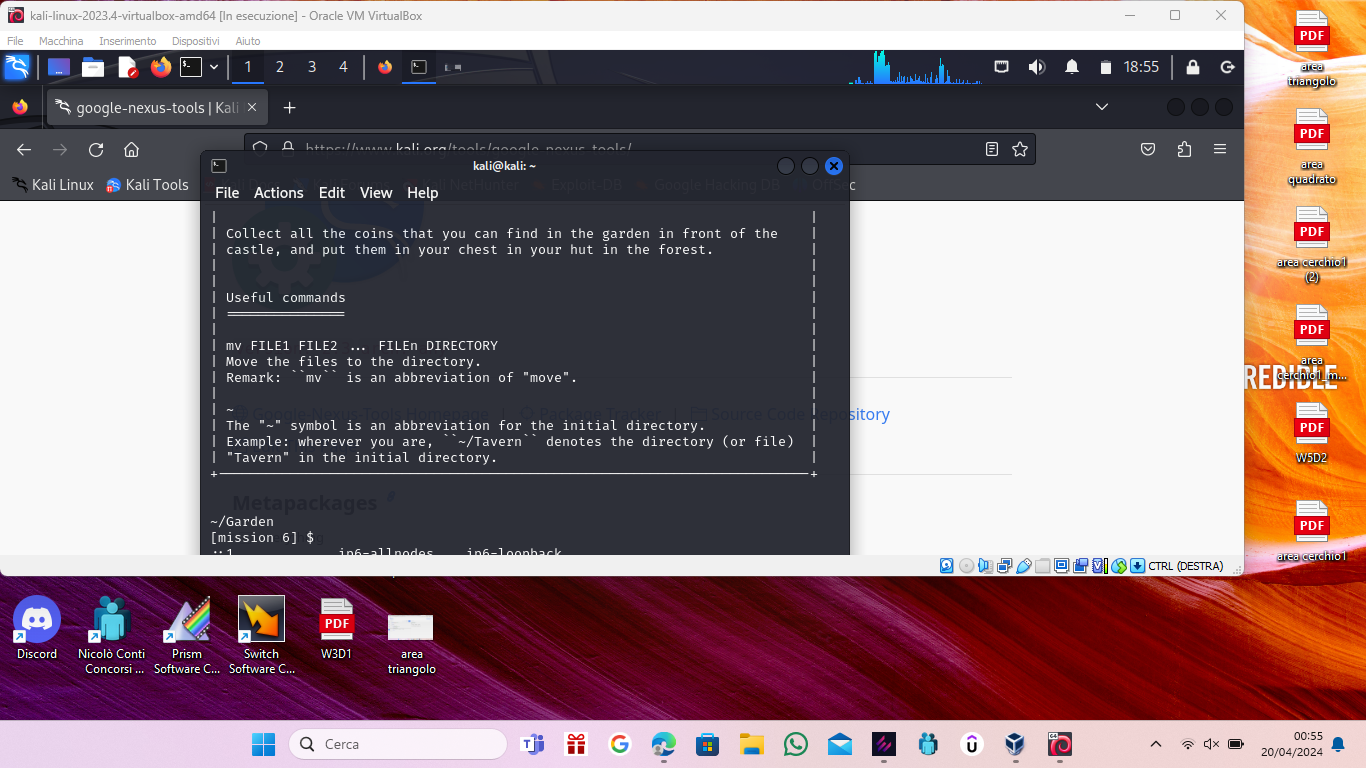 kali-linux-2023.4-virtualbox-amd64 [In esecuzione] - Oracle VM VirtualBox
File Macchina Inserimento Dispositivi Aiuto
1 2 3 4 18:55
google-nexus-tools | Kali
https://www.kali.org/tools/google-nexus-tools/
Kali Linux Kali Tools Kali NetHunter Exploit-DB Google Hacking DB OffSec
kali@kali: ~
File Actions Edit View Help
Collect all the coins that you can find in the garden in front of the
castle, and put them in your chest in your hut in the forest.
Useful commands
===============
mv FILE1 FILE2 ... FILEn DIRECTORY
Move the files to the directory.
Remark: ``mv`` is an abbreviation of "move".
~
The "~" symbol is an abbreviation for the initial directory.
Example: wherever you are, ``~/Tavern`` denotes the directory (or file)
"Tavern" in the initial directory.
Google-Nexus-Tools Homepage | Package Tracker | Source Code Repository
Metapackages
~/Garden
[mission 6] $
::1 ip6-allnodes ip6-loopback
CTRL (DESTRA)
PDF
area
triangolo
PDF
area
quadrato
PDF
area cerchio1
(2)
PDF
area
cerchio1_m...
REDIBLE
PDF
W5D2
PDF
area cerchio1
Discord
Nicolò Conti
Concorsi ...
Prism
Software C...
Switch
Software C...
PDF
W3D1
area
triangolo
Cerca
00:55
20/04/2024